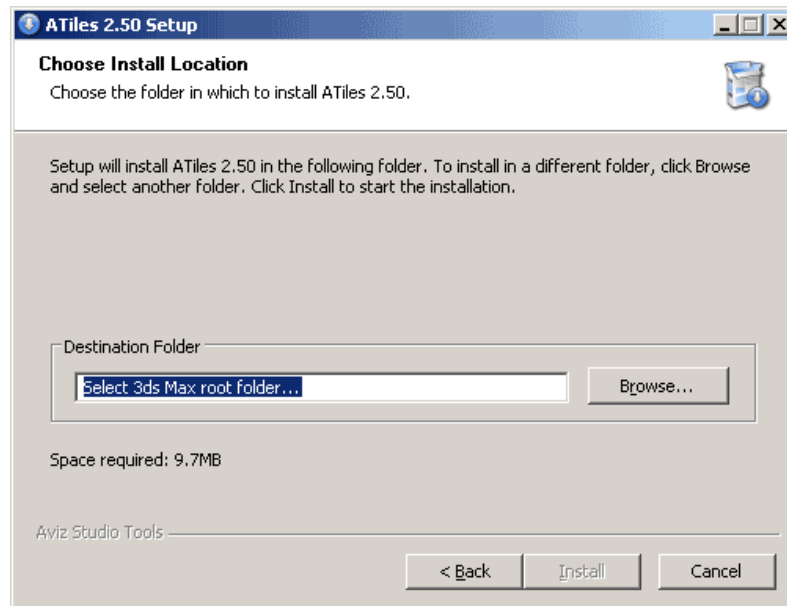 ATiles 2.50 Setup
Choose Install Location
Choose the folder in which to install ATiles 2.50.
Setup will install ATiles 2.50 in the following folder. To install in a different folder, click Browse
and select another folder. Click Install to start the installation.
Destination Folder
Select 3ds Max root folder...
Browse...
Space required: 9.7MB
Aviz Studio Tools
< Back
Install
Cancel